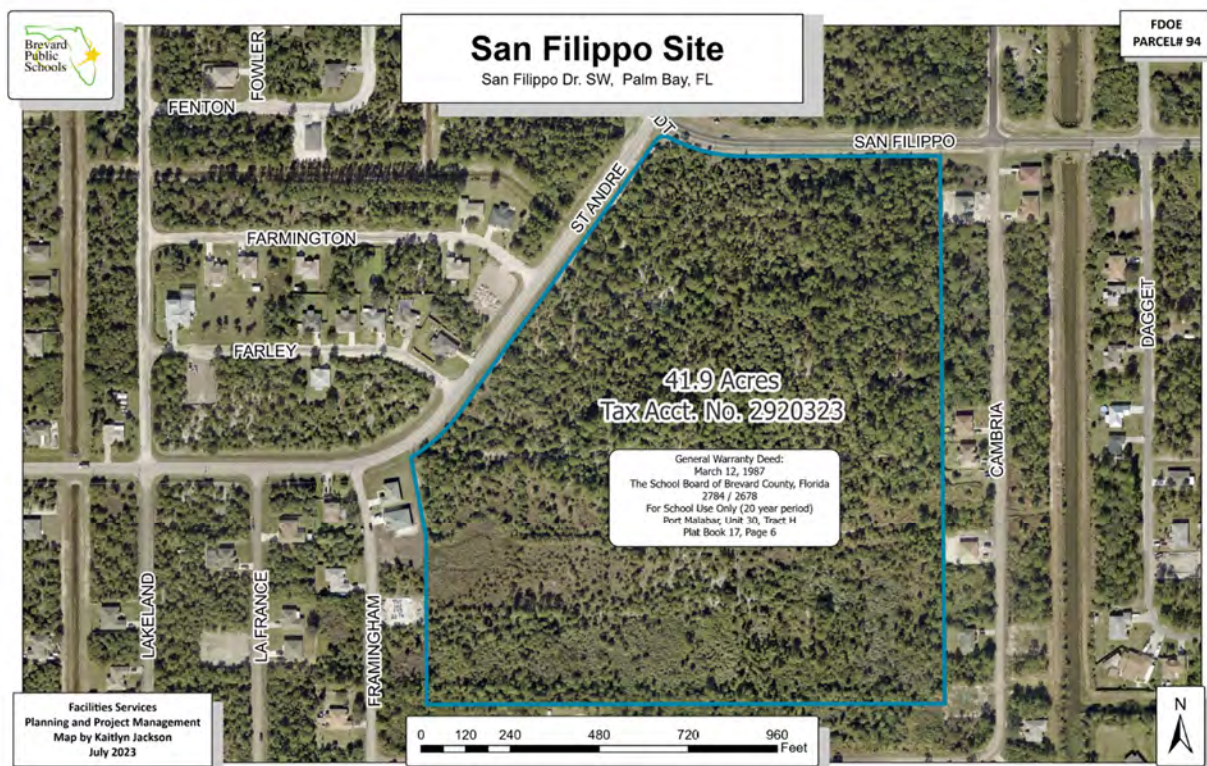 Brevard
Public
Schools
San Filippo Site
San Filippo Dr. SW, Palm Bay, FL
FDOE
PARCEL# 94
FOWLER
FENTON
DT
SAN FILIPPO
ST ANDRE
FARMINGTON
FARLEY
DAGGET
41.9 Acres
Tax Acct. No. 2920323
CAMBRIA
General Warranty Deed:
March 12, 1987
The School Board of Brevard County, Florida
2784 / 2678
For School Use Only (20 year period)
Port Malabar, Unit 30, Tract H
Plat Book 17, Page 6
LAKELAND
LA FRANCE
FRAMINGHAM
Facilities Services
Planning and Project Management
Map by Kaitlyn Jackson
July 2023
0 120 240 480 720 960
Feet
N